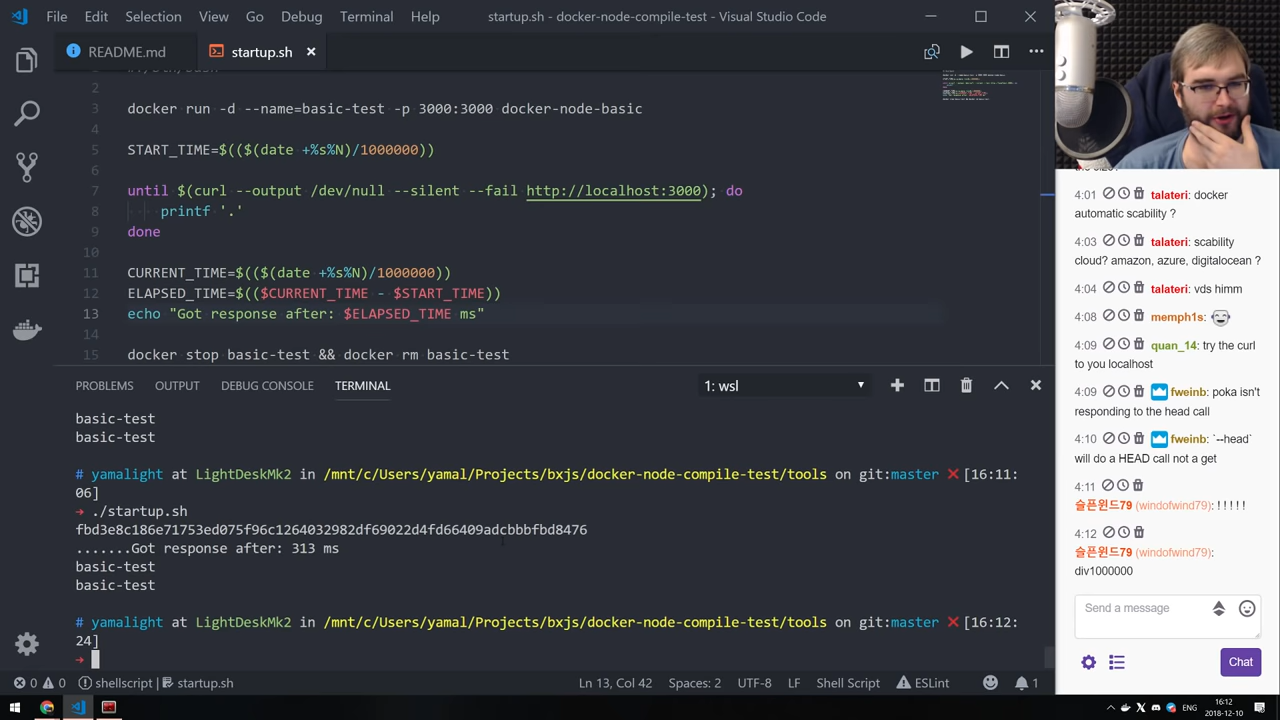 File Edit Selection View Go Debug Terminal Help startup.sh - docker-node-compile-test - Visual Studio Code
README.md startup.sh
2
3 docker run -d --name=basic-test -p 3000:3000 docker-node-basic
4
5 START_TIME=$(($(date +%s%N)/1000000))
6
7 until $(curl --output /dev/null --silent --fail http://localhost:3000); do
8 printf '.'
9 done
10
11 CURRENT_TIME=$(($(date +%s%N)/1000000))
12 ELAPSED_TIME=$(($CURRENT_TIME - $START_TIME))
13 echo "Got response after: $ELAPSED_TIME ms"
14
15 docker stop basic-test && docker rm basic-test
PROBLEMS OUTPUT DEBUG CONSOLE TERMINAL 1: wsl
basic-test
basic-test
# yamalight at LightDeskMk2 in /mnt/c/Users/yamal/Projects/bxjs/docker-node-compile-test/tools on git:master ❌ [16:11:
06]
→ ./startup.sh
fbd3e8c186e71753ed075f96c1264032982df69022d4fd66409adcbbbfbd8476
.......Got response after: 313 ms
basic-test
basic-test
# yamalight at LightDeskMk2 in /mnt/c/Users/yamal/Projects/bxjs/docker-node-compile-test/tools on git:master ❌ [16:12:
24]
→
0 0 shellscript startup.sh Ln 13, Col 42 Spaces: 2 UTF-8 LF Shell Script ESLint 1
4:01 talateri: docker
automatic scability ?
4:03 talateri: scability
cloud? amazon, azure, digitalocean ?
4:04 talateri: vds himm
4:08 memph1s:
4:09 quan_14: try the curl
to you localhost
4:09 fweinb: poka isn't
responding to the head call
4:10 fweinb: `--head`
will do a HEAD call not a get
4:11
슬픈윈드79 (windofwind79): ! ! ! ! !
4:12
슬픈윈드79 (windofwind79):
div1000000
Send a message
Chat
ENG 16:12
2018-12-10